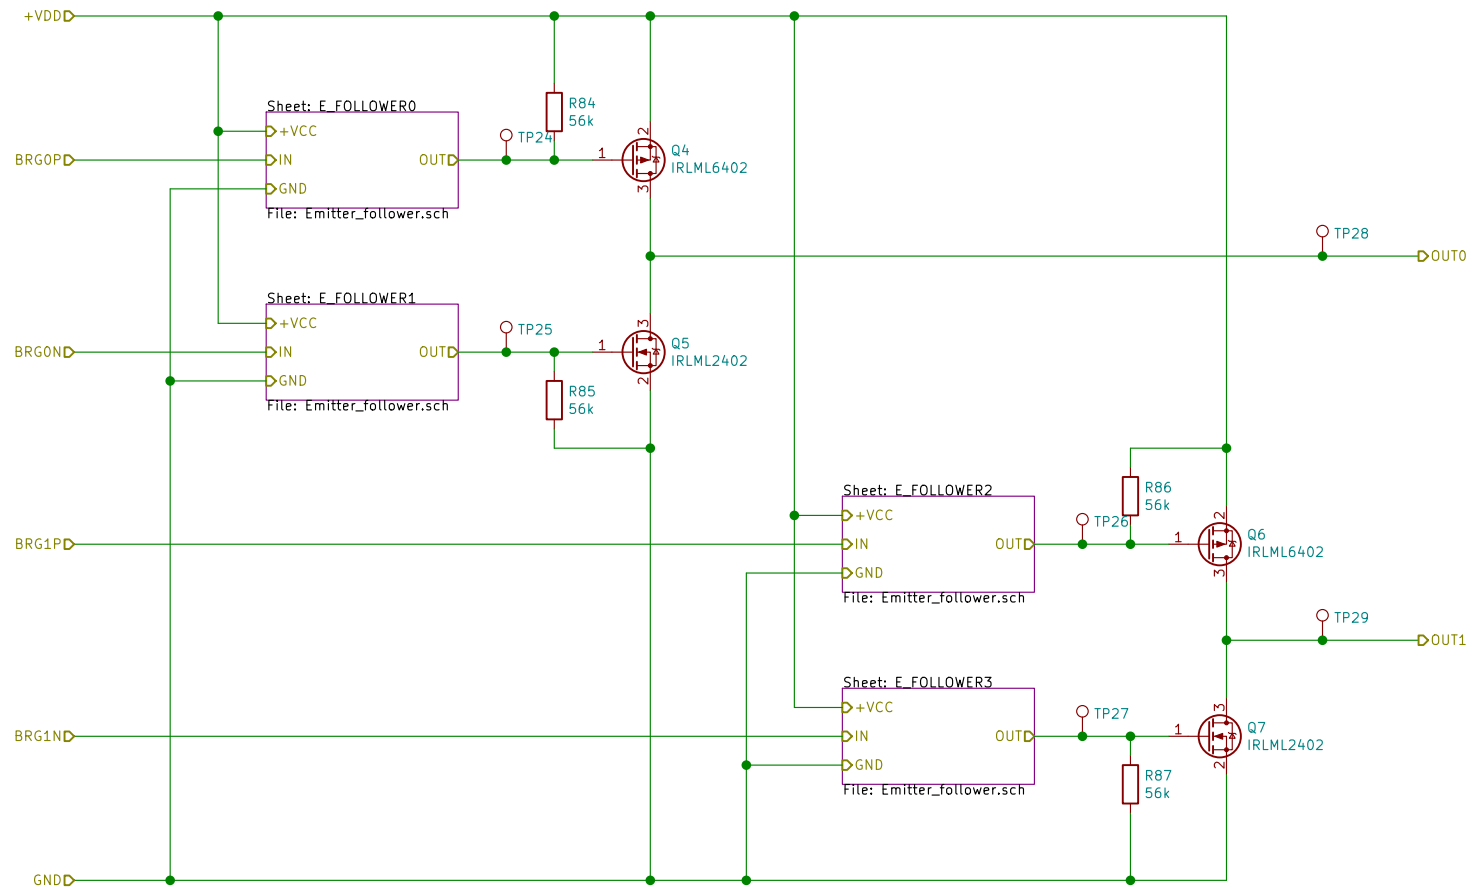 +VDD
Sheet: E_FOLLOWER0
+VCC
BRG0P
IN
OUT
GND
File: Emitter_follower.sch
TP24
R84
56k
1
2
3
Q4
IRLML6402
TP28
OUT0
Sheet: E_FOLLOWER1
+VCC
BRG0N
IN
OUT
GND
File: Emitter_follower.sch
TP25
R85
56k
1
3
2
Q5
IRLML2402
Sheet: E_FOLLOWER2
+VCC
BRG1P
IN
OUT
GND
File: Emitter_follower.sch
TP26
R86
56k
1
2
3
Q6
IRLML6402
TP29
OUT1
Sheet: E_FOLLOWER3
+VCC
BRG1N
IN
OUT
GND
File: Emitter_follower.sch
TP27
R87
56k
1
3
2
Q7
IRLML2402
GND